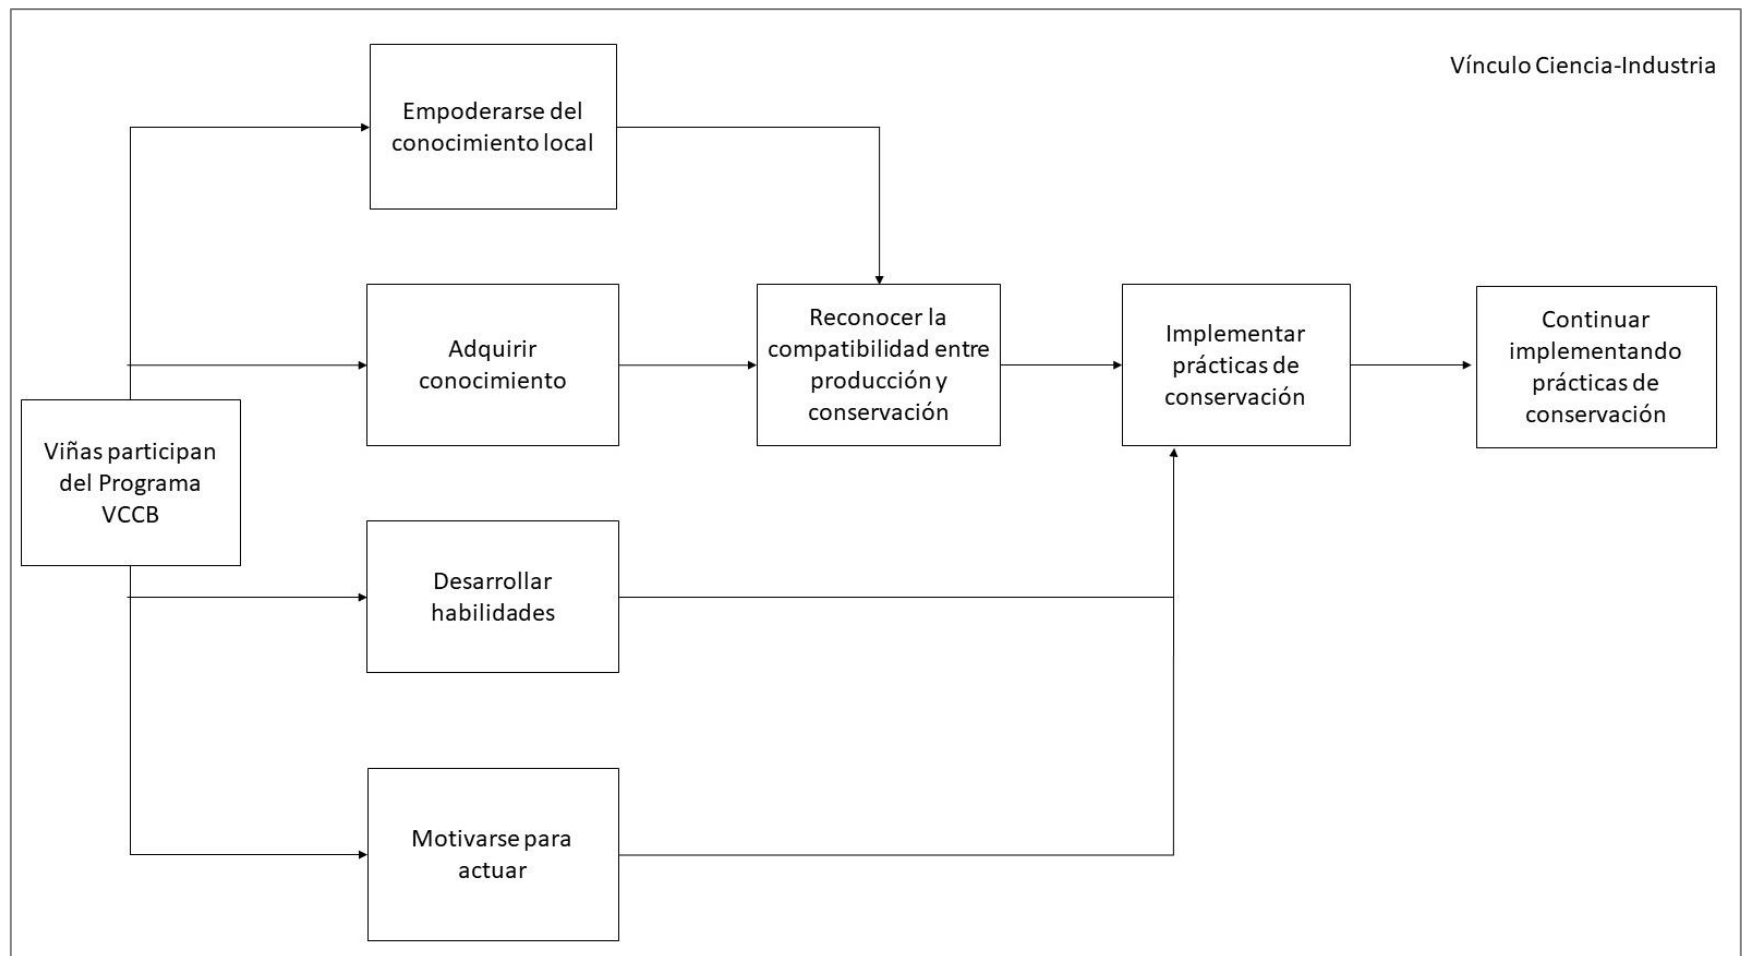 Vínculo Ciencia-Industria
Empoderarse del
conocimiento local
Adquirir
conocimiento
Reconocer la
compatibilidad entre
producción y
conservación
Implementar
prácticas de
conservación
Continuar
implementando
prácticas de
conservación
Viñas participan
del Programa
VCCB
Desarrollar
habilidades
Motivarse para
actuar